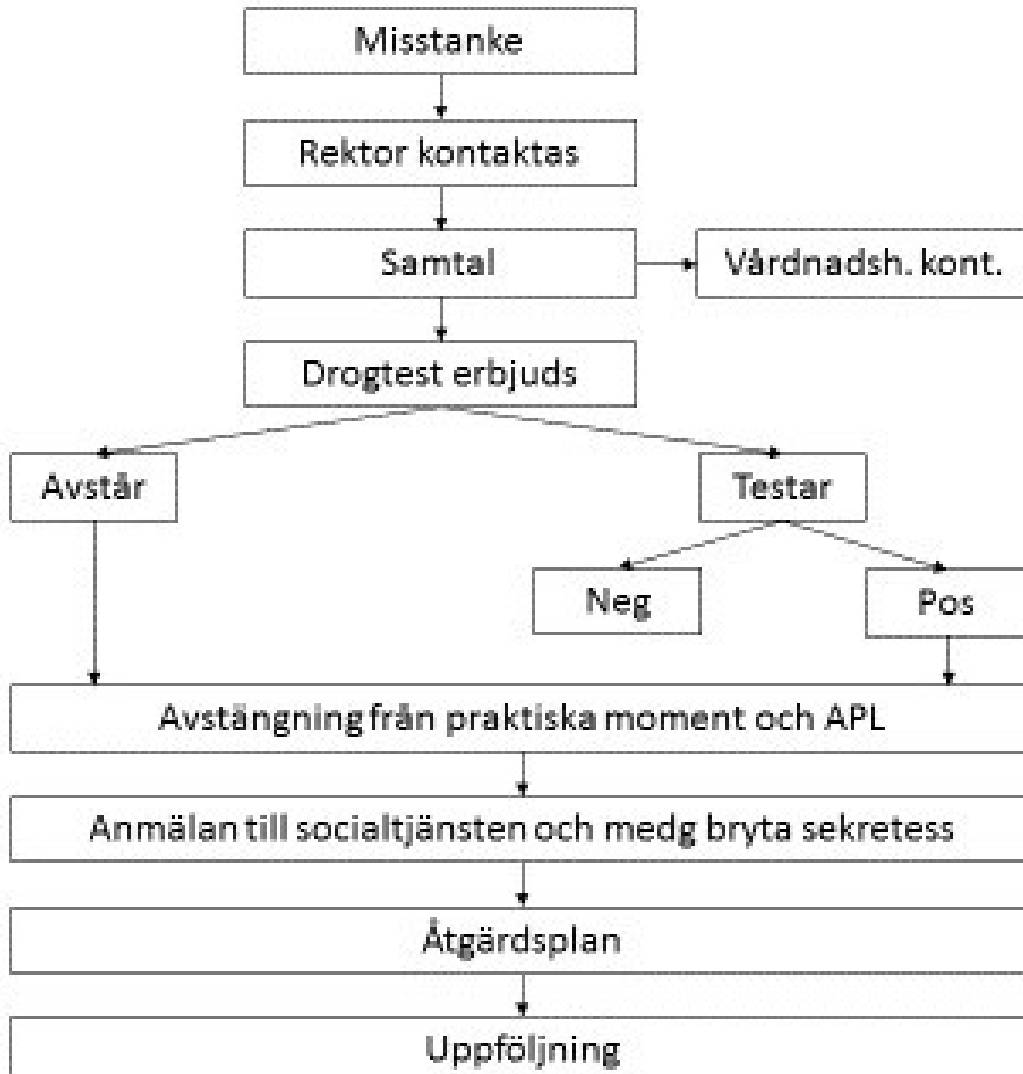 Misstanke
Rektor kontaktas
Samtal
Vårdnadsh. kont.
Drogtest erbjuds
Avstår
Testar
Neg
Pos
Avstängning från praktiska moment och APL
Anmälan till socialtjänsten och medg bryta sekretess
Åtgärdsplan
Uppföljning